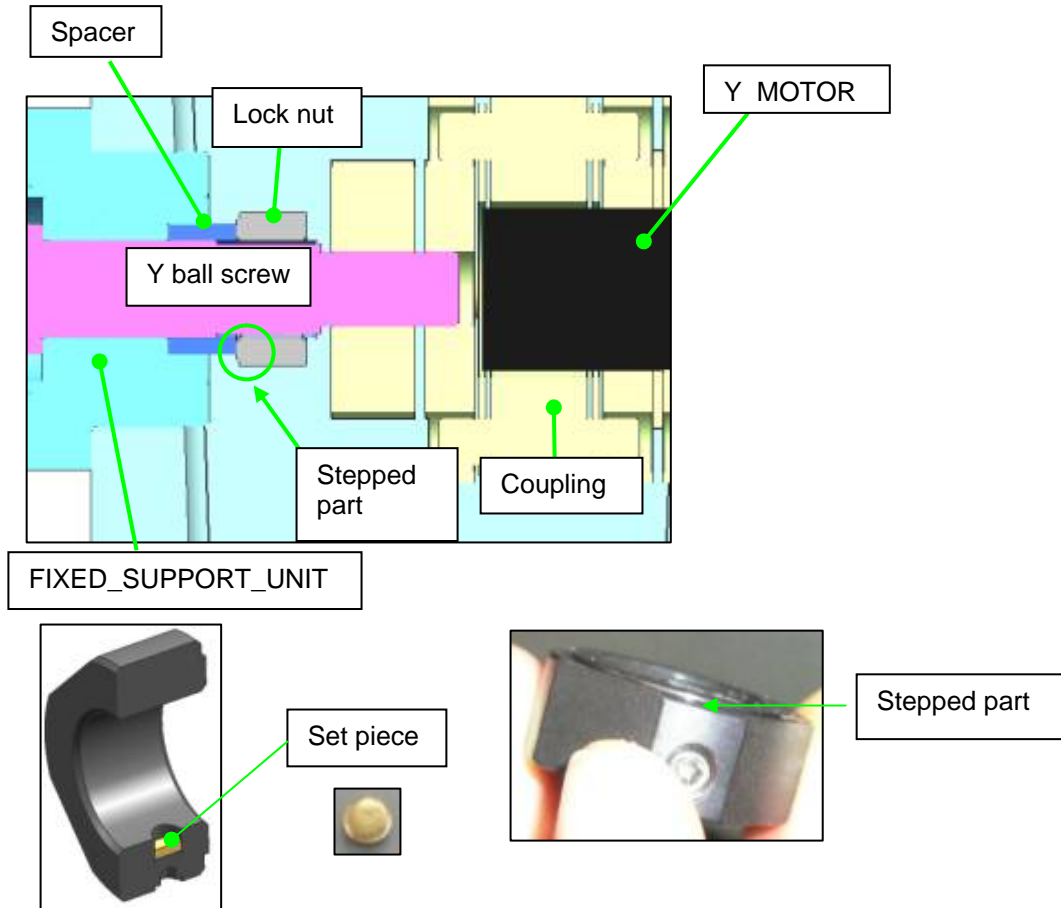 Spacer
Lock nut
Y MOTOR
Y ball screw
Stepped
part
Coupling
FIXED_SUPPORT_UNIT
Set piece
Stepped part